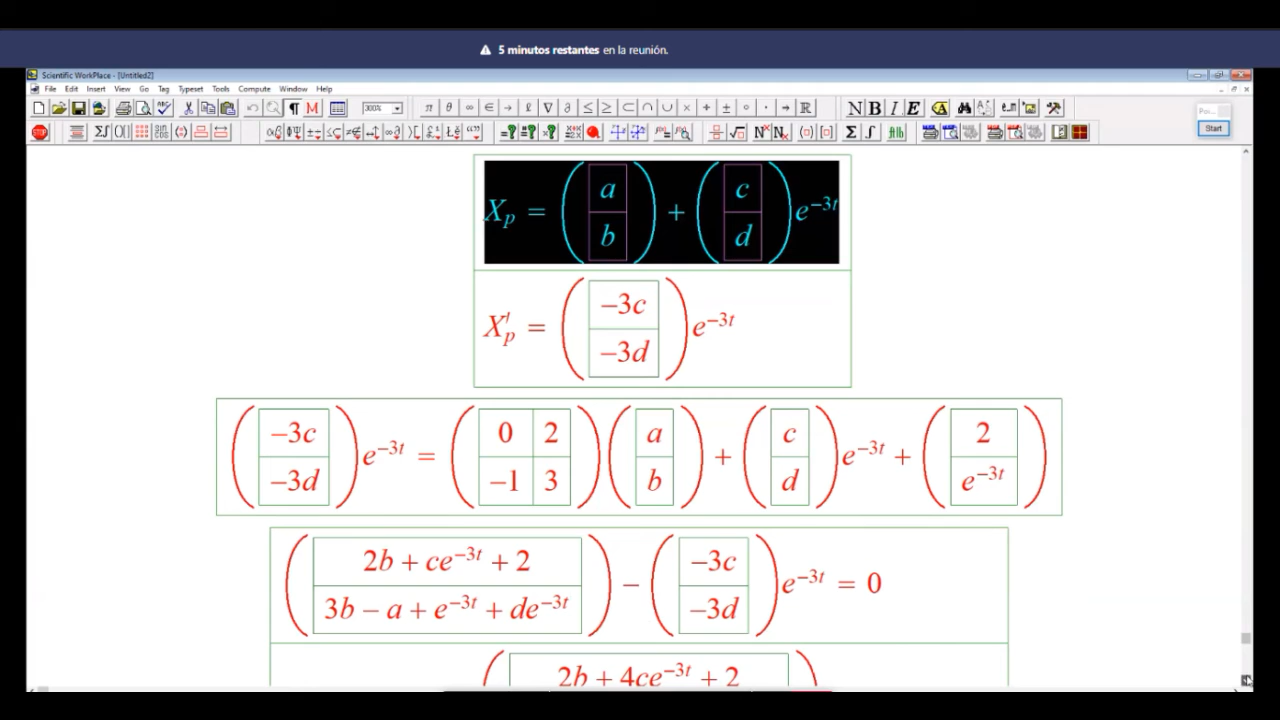 5 minutos restantes en la reunión.
Scientific WorkPlace - [Untitled2]
File Edit Insert View Go Tag Typeset Tools Compute Window Help
300%
Start
X_p = (a / b) + (c / d) e^{-3t}
X'_p = (-3c / -3d) e^{-3t}
(-3c / -3d) e^{-3t} = (0 2 / -1 3)(a / b) + (c / d) e^{-3t} + (2 / e^{-3t})
(2b + ce^{-3t} + 2 / 3b - a + e^{-3t} + de^{-3t}) - (-3c / -3d) e^{-3t} = 0
2b + 4ce^{-3t} + 2